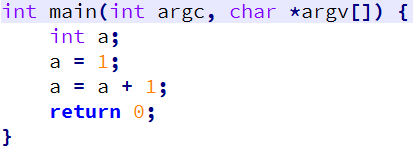 int main(int argc, char *argv[]) {
    int a;
    a = 1;
    a = a + 1;
    return 0;
}